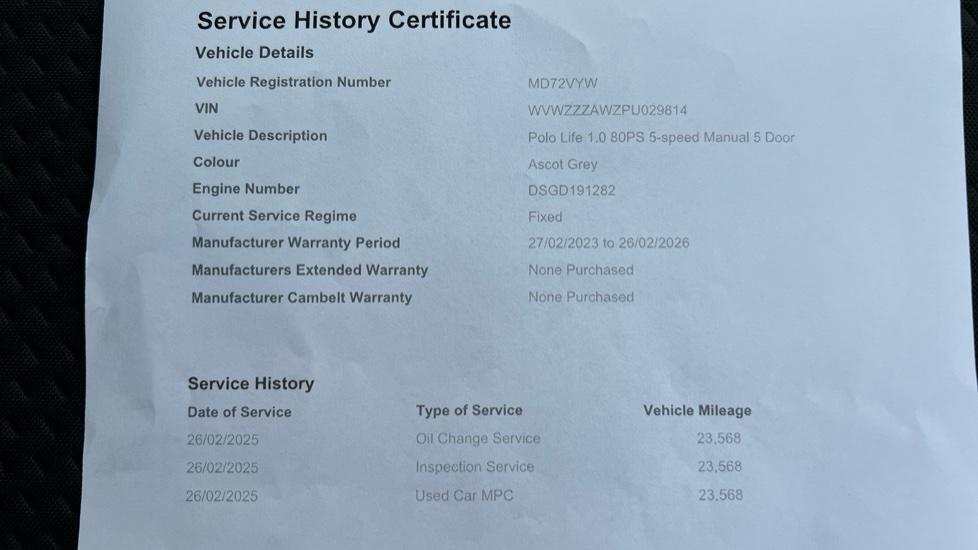 Service History Certificate
Vehicle Details
Vehicle Registration Number MD72VYW
VIN WVWZZZAWZPU029814
Vehicle Description Polo Life 1.0 80PS 5-speed Manual 5 Door
Colour Ascot Grey
Engine Number DSGD191282
Current Service Regime Fixed
Manufacturer Warranty Period 27/02/2023 to 26/02/2026
Manufacturers Extended Warranty None Purchased
Manufacturer Cambelt Warranty None Purchased
Service History
Date of Service Type of Service Vehicle Mileage
26/02/2025 Oil Change Service 23,568
26/02/2025 Inspection Service 23,568
26/02/2025 Used Car MPC 23,568